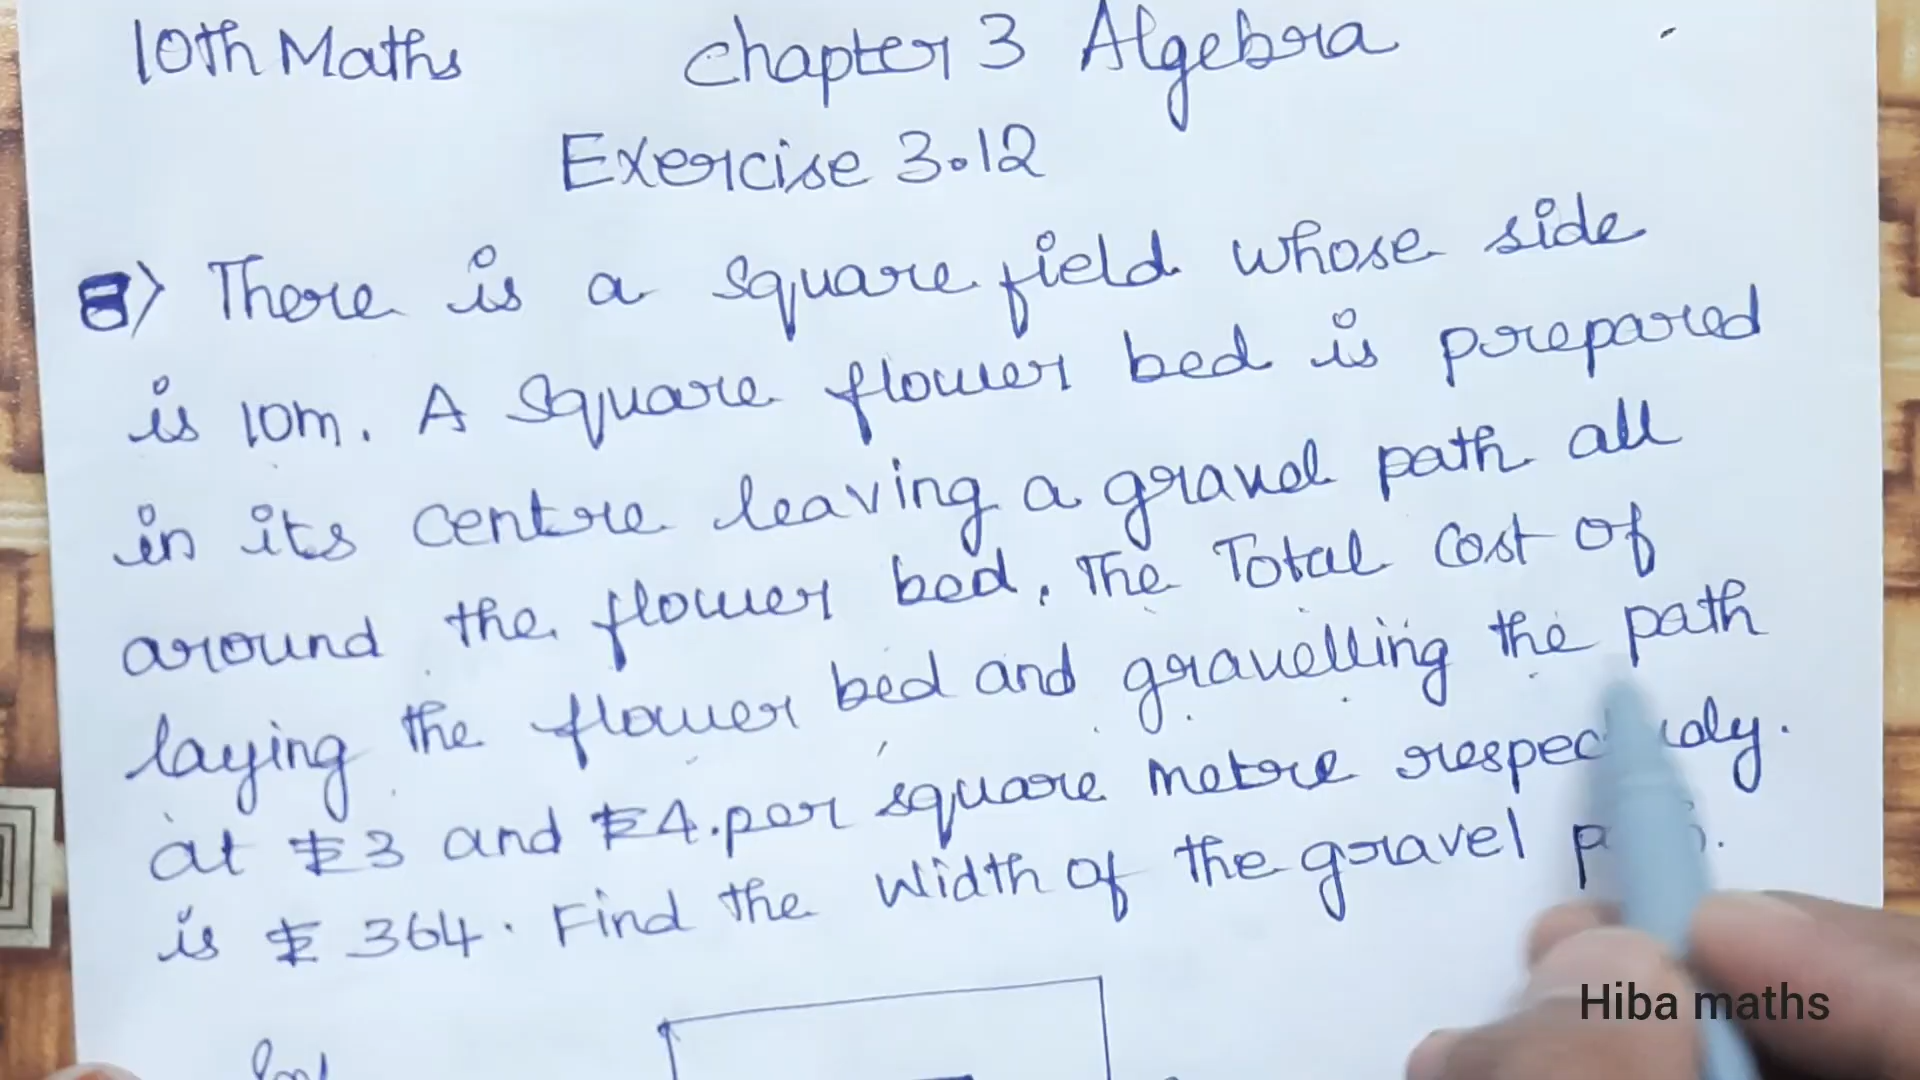 10th Maths Chapter 3 Algebra
Exercise 3.12
8) There is a square field whose side
is 10m. A square flower bed is prepared
in its centre leaving a gravel path all
around the flower bed. The Total Cost of
laying the flower bed and gravelling the path
at ₹3 and ₹4.per square metre
is ₹ 364. Find the width of the gravel
Hiba maths